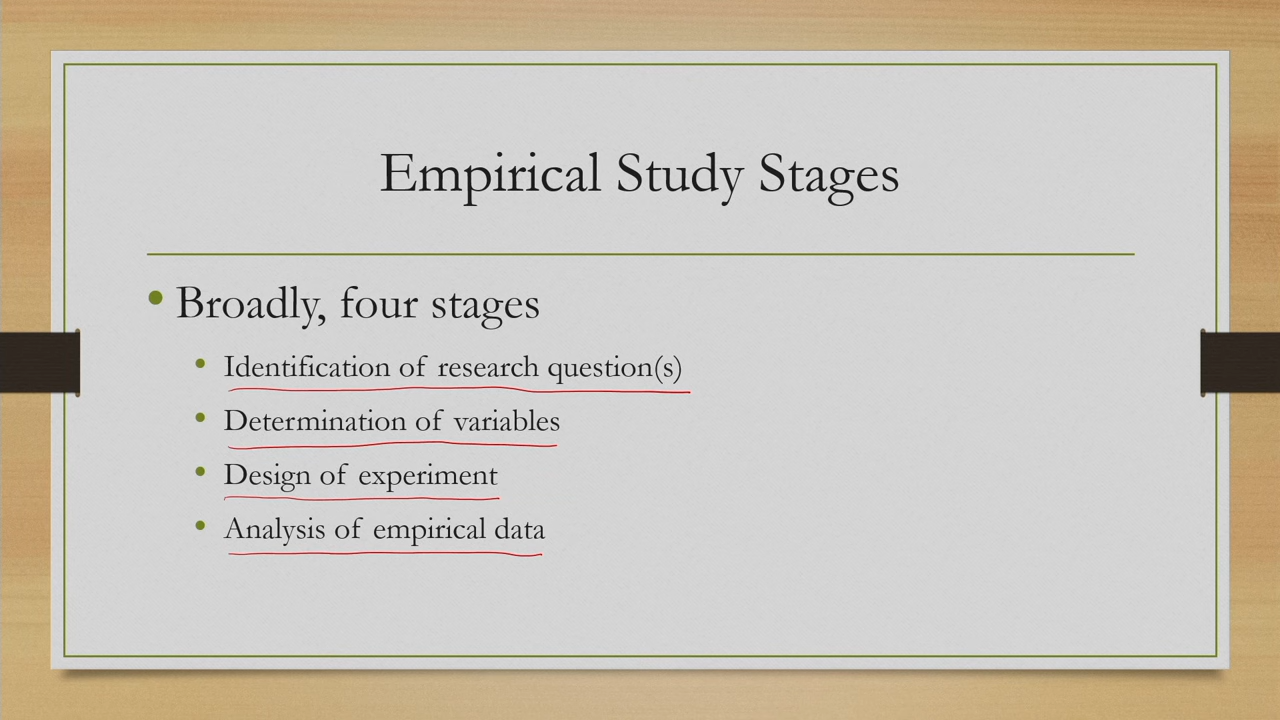 Empirical Study Stages
• Broadly, four stages
• Identification of research question(s)
• Determination of variables
• Design of experiment
• Analysis of empirical data